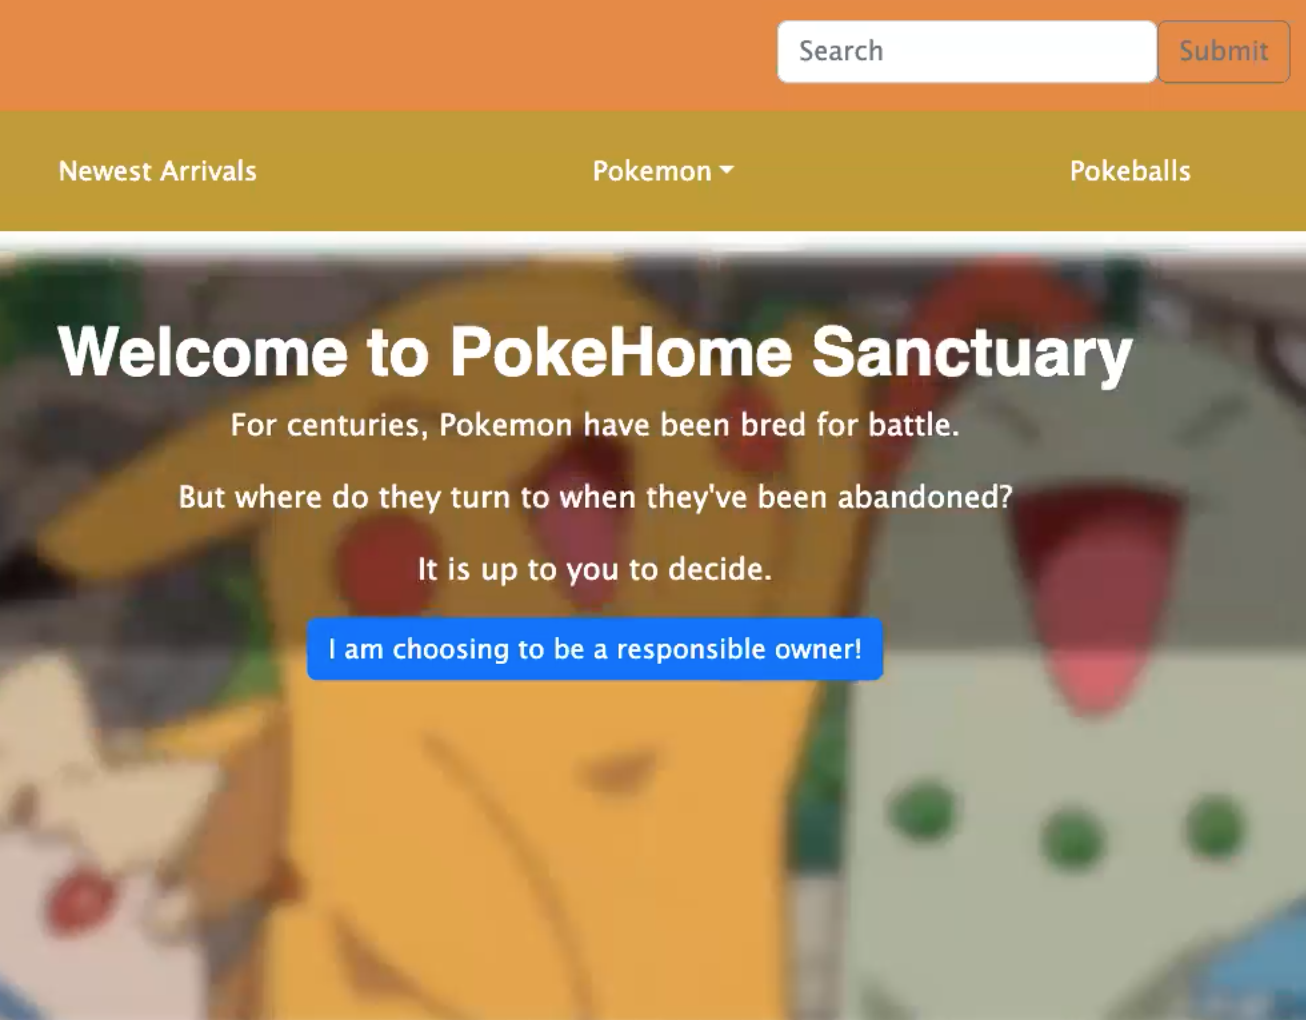 Search
Submit
Newest Arrivals
Pokemon
Pokeballs
Welcome to PokeHome Sanctuary
For centuries, Pokemon have been bred for battle.
But where do they turn to when they've been abandoned?
It is up to you to decide.
I am choosing to be a responsible owner!